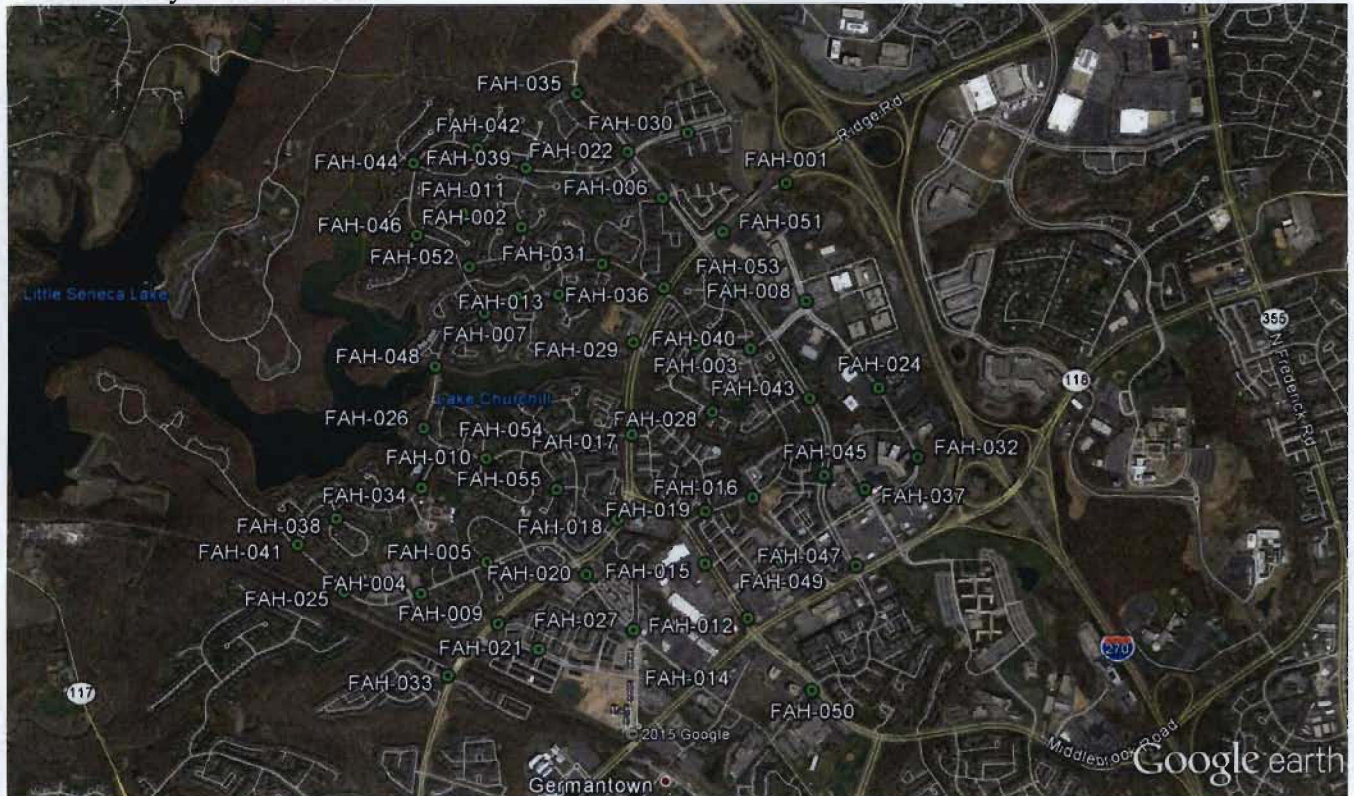 FAH-035
FAH-042
FAH-030
Ridge Rd
FAH-044
FAH-039
FAH-022
FAH-001
FAH-011
FAH-006
FAH-002
FAH-046
FAH-051
FAH-052
FAH-031
FAH-053
FAH-036
FAH-008
Little Seneca Lake
FAH-013
355
FAH-007
FAH-029
FAH-040
FAH-048
FAH-003
118
FAH-024
FAH-043
N Frederick Rd
Lake Churchill
FAH-026
FAH-028
FAH-054
FAH-017
FAH-010
FAH-045
FAH-032
FAH-055
FAH-034
FAH-016
FAH-037
FAH-019
FAH-038
FAH-018
FAH-041
FAH-005
FAH-047
FAH-015
FAH-020
FAH-049
FAH-004
FAH-025
FAH-009
FAH-027
FAH-012
FAH-021
270
FAH-033
FAH-014
117
FAH-050
© 2015 Google
Middlebrook Road
Google earth
Germantown